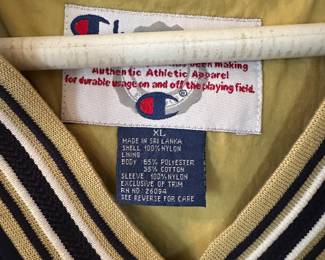 Champion
been making
Authentic Athletic Apparel
for durable usage on and off the playing field.
XL
MADE IN SRI LANKA
SHELL 100% NYLON
LINING
BODY 65% POLYESTER
35% COTTON
SLEEVE 100% NYLON
EXCLUSIVE OF TRIM
RN NO: 26094
SEE REVERSE FOR CARE